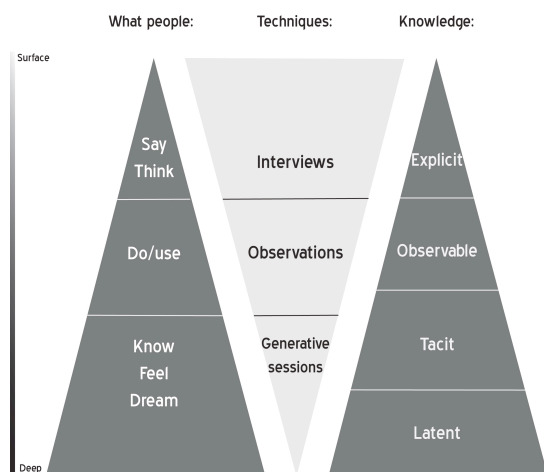 What people:
Techniques:
Knowledge:
Surface
Say
Think
Interviews
Explicit
Do/use
Observations
Observable
Know
Feel
Dream
Generative
sessions
Tacit
Latent
Deep